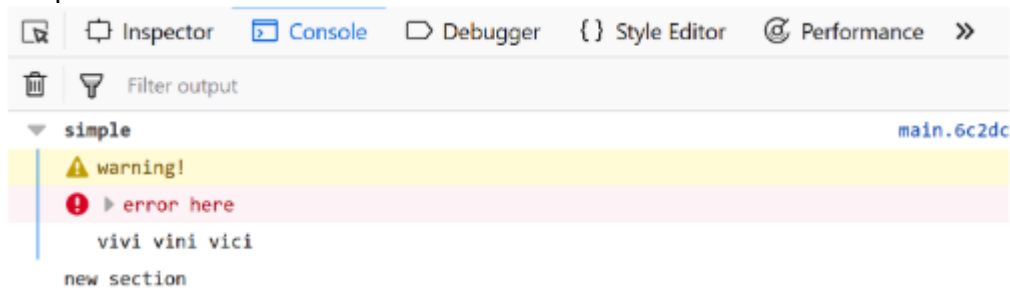 Inspector Console Debugger { } Style Editor Performance »
Filter output
simple main.6c2dc
warning!
error here
vivi vini vici
new section